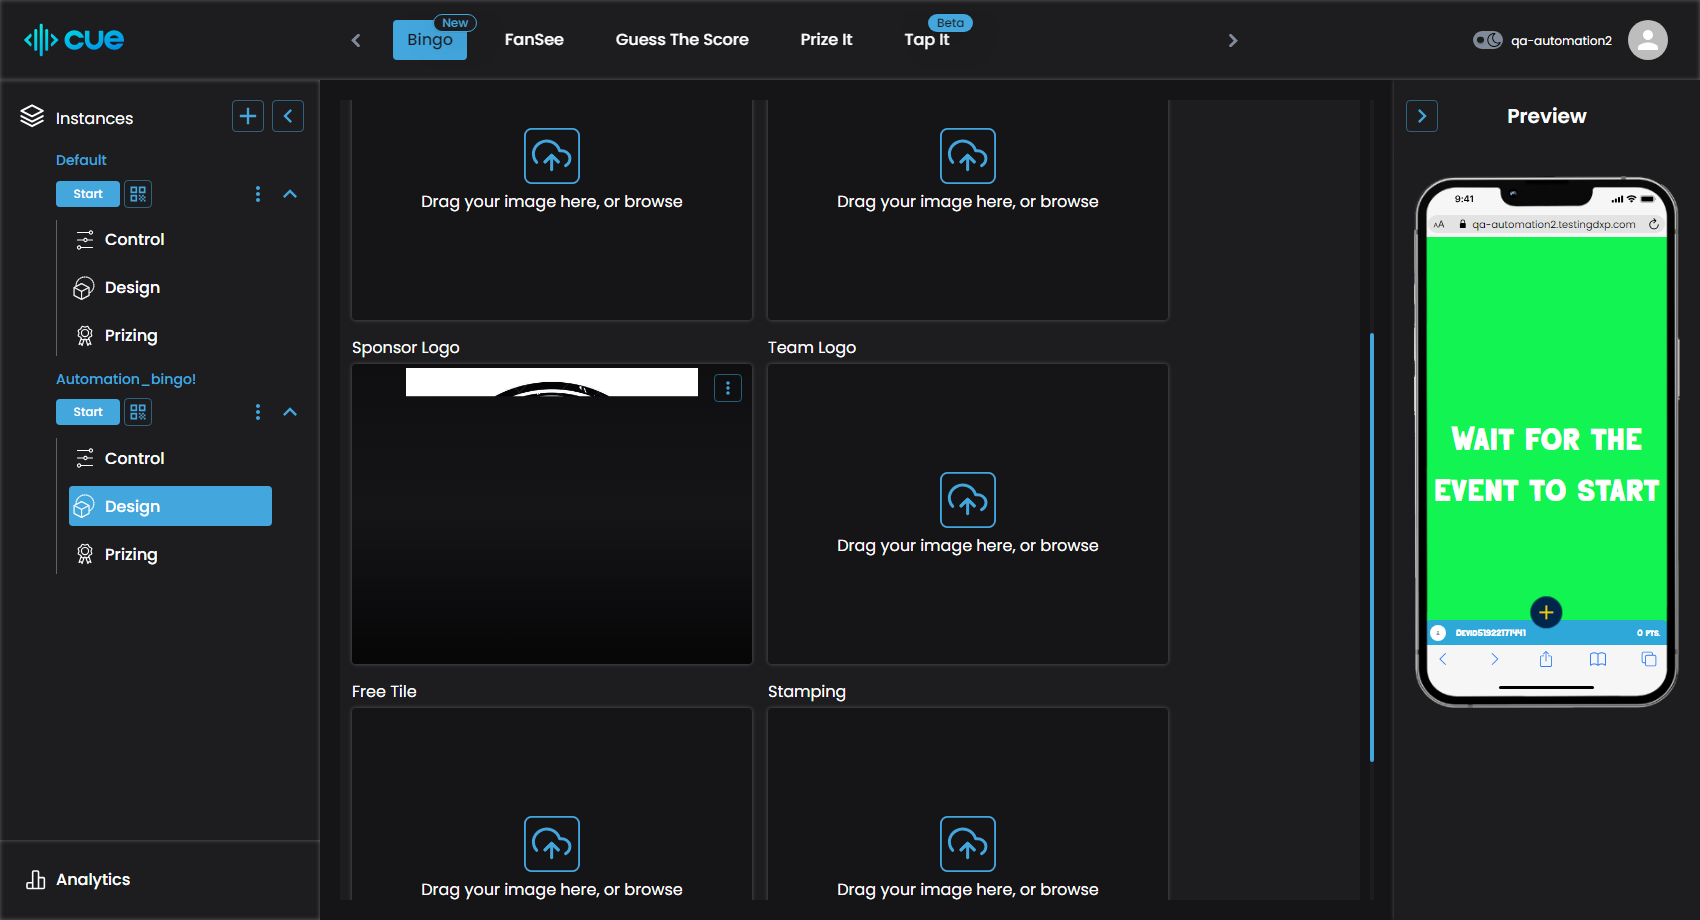 cue
New
Bingo
FanSee
Guess The Score
Prize It
Beta
Tap It
qa-automation2
Instances
Default
Start
Control
Design
Prizing
Automation_bingo!
Start
Control
Design
Prizing
Analytics
Drag your image here, or browse
Drag your image here, or browse
Sponsor Logo
Team Logo
Drag your image here, or browse
Free Tile
Stamping
Drag your image here, or browse
Drag your image here, or browse
Preview
9:41
AA
qa-automation2.testingdxp.com
WAIT FOR THE
EVENT TO START
DEVID51922171441
0 PTS.